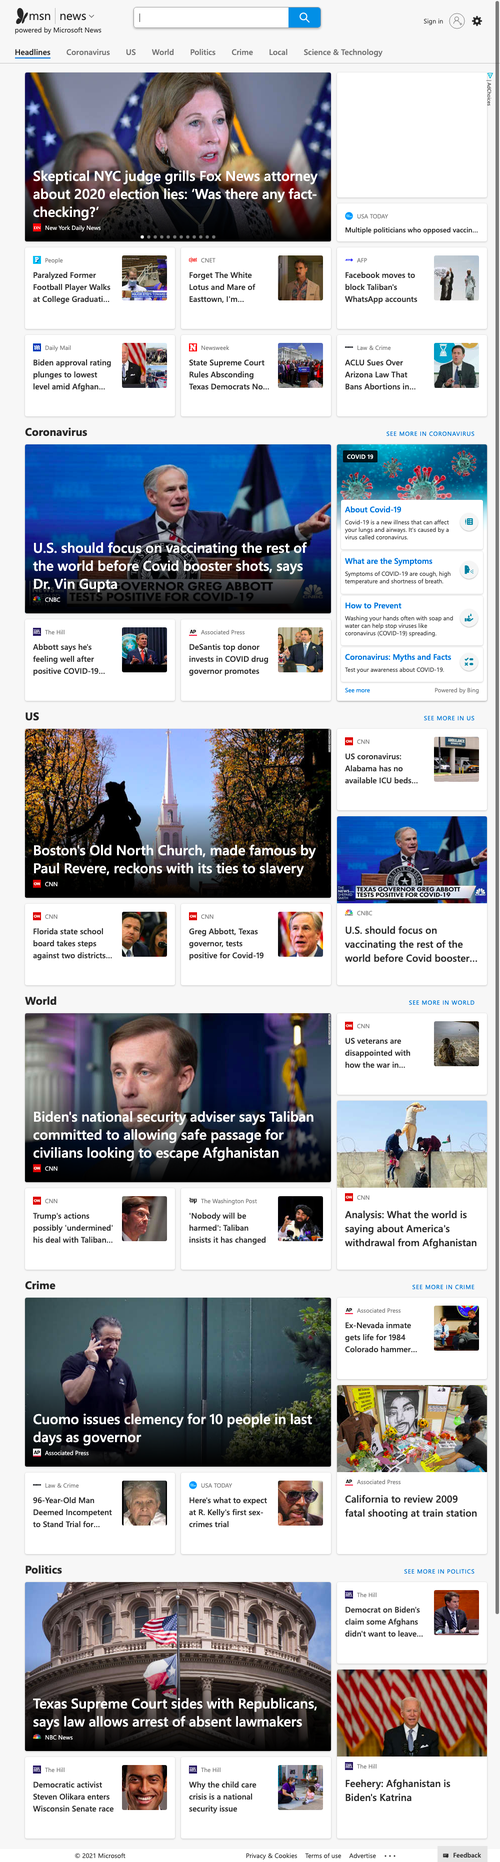 msn | news
powered by Microsoft News
Sign in
Headlines Coronavirus US World Politics Crime Local Science & Technology
AdChoices
Skeptical NYC judge grills Fox News attorney
about 2020 election lies: ‘Was there any fact-
checking?’
New York Daily News
USA TODAY
Multiple politicians who opposed vaccin...
People
Paralyzed Former
Football Player Walks
at College Graduati...
CNET
Forget The White
Lotus and Mare of
Easttown, I'm...
AFP
Facebook moves to
block Taliban's
WhatsApp accounts
Daily Mail
Biden approval rating
plunges to lowest
level amid Afghan...
Newsweek
State Supreme Court
Rules Absconding
Texas Democrats No...
Law & Crime
ACLU Sues Over
Arizona Law That
Bans Abortions in...
Coronavirus
SEE MORE IN CORONAVIRUS
U.S. should focus on vaccinating the rest of
the world before Covid booster shots, says
Dr. Vin Gupta
GOVERNOR GREG ABBOTT
TESTS POSITIVE FOR COVID-19
CNBC
COVID 19
About Covid-19
Covid-19 is a new illness that can affect
your lungs and airways. It's caused by a
virus called coronavirus.
What are the Symptoms
Symptoms of COVID-19 are cough, high
temperature and shortness of breath.
How to Prevent
Washing your hands often with soap and
water can help stop viruses like
coronavirus (COVID-19) spreading.
Coronavirus: Myths and Facts
Test your awareness about COVID-19.
See more
Powered by Bing
The Hill
Abbott says he's
feeling well after
positive COVID-19...
Associated Press
DeSantis top donor
invests in COVID drug
governor promotes
US
SEE MORE IN US
Boston's Old North Church, made famous by
Paul Revere, reckons with its ties to slavery
CNN
CNN
US coronavirus:
Alabama has no
available ICU beds...
TEXAS GOVERNOR GREG ABBOTT
TESTS POSITIVE FOR COVID-19
CNBC
U.S. should focus on
vaccinating the rest of the
world before Covid booster...
CNN
Florida state school
board takes steps
against two districts...
CNN
Greg Abbott, Texas
governor, tests
positive for Covid-19
World
SEE MORE IN WORLD
Biden's national security adviser says Taliban
committed to allowing safe passage for
civilians looking to escape Afghanistan
CNN
CNN
US veterans are
disappointed with
how the war in...
CNN
Analysis: What the world is
saying about America's
withdrawal from Afghanistan
CNN
Trump's actions
possibly 'undermined'
his deal with Taliban...
The Washington Post
'Nobody will be
harmed': Taliban
insists it has changed
Crime
SEE MORE IN CRIME
Cuomo issues clemency for 10 people in last
days as governor
Associated Press
Associated Press
Ex-Nevada inmate
gets life for 1984
Colorado hammer...
Associated Press
California to review 2009
fatal shooting at train station
Law & Crime
96-Year-Old Man
Deemed Incompetent
to Stand Trial for...
USA TODAY
Here's what to expect
at R. Kelly's first sex-
crimes trial
Politics
SEE MORE IN POLITICS
Texas Supreme Court sides with Republicans,
says law allows arrest of absent lawmakers
NBC News
The Hill
Democrat on Biden's
claim some Afghans
didn't want to leave...
The Hill
Feehery: Afghanistan is
Biden's Katrina
The Hill
Democratic activist
Steven Olikara enters
Wisconsin Senate race
The Hill
Why the child care
crisis is a national
security issue
© 2021 Microsoft
Privacy & Cookies Terms of use Advertise ...
Feedback